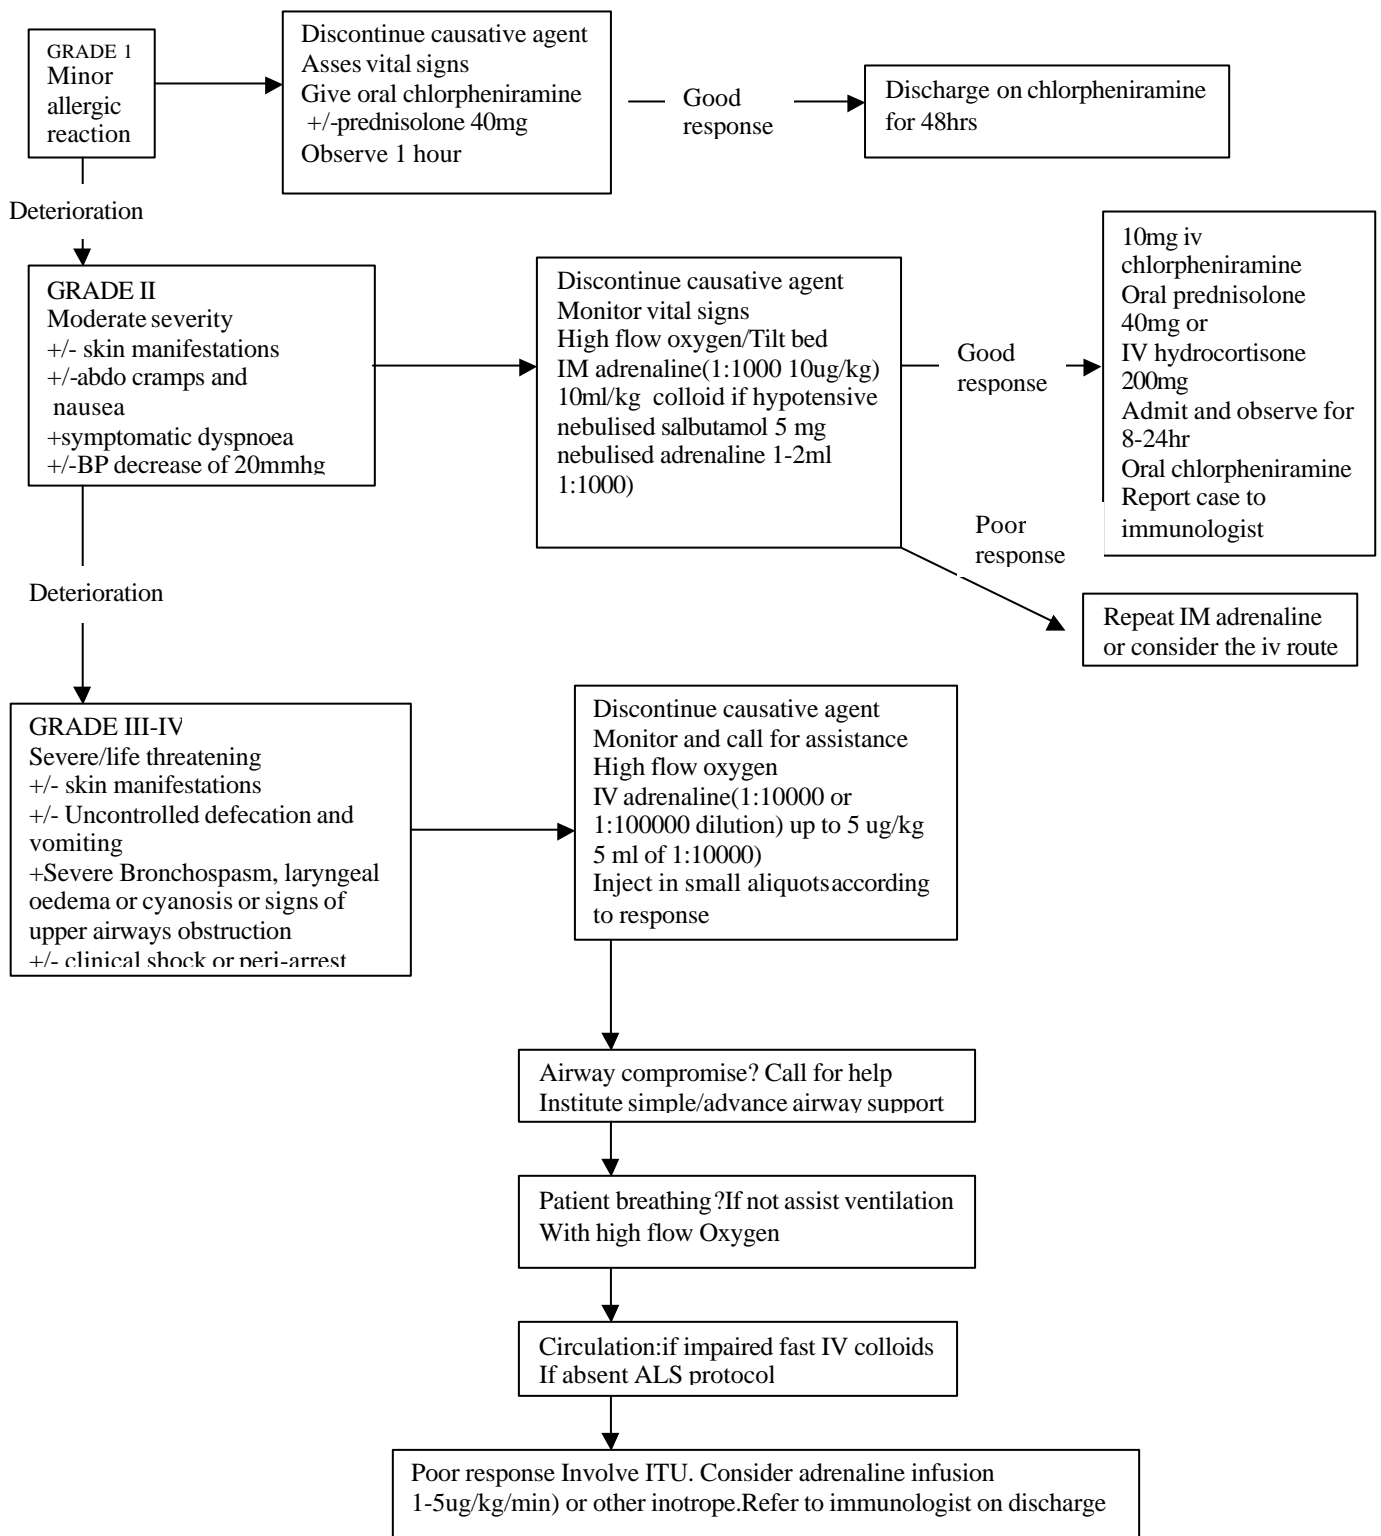 GRADE 1
Minor
allergic
reaction
Discontinue causative agent
Asses vital signs
Give oral chlorpheniramine
+/-prednisolone 40mg
Observe 1 hour
Good
response
Discharge on chlorpheniramine
for 48hrs
Deterioration
GRADE II
Moderate severity
+/- skin manifestations
+/-abdo cramps and
nausea
+symptomatic dyspnoea
+/-BP decrease of 20mmhg
Discontinue causative agent
Monitor vital signs
High flow oxygen/Tilt bed
IM adrenaline(1:1000 10ug/kg)
10ml/kg colloid if hypotensive
nebulised salbutamol 5 mg
nebulised adrenaline 1-2ml
1:1000)
Good
response
10mg iv
chlorpheniramine
Oral prednisolone
40mg or
IV hydrocortisone
200mg
Admit and observe for
8-24hr
Oral chlorpheniramine
Report case to
immunologist
Poor
response
Repeat IM adrenaline
or consider the iv route
Deterioration
GRADE III-IV
Severe/life threatening
+/- skin manifestations
+/- Uncontrolled defecation and
vomiting
+Severe Bronchospasm, laryngeal
oedema or cyanosis or signs of
upper airways obstruction
+/- clinical shock or peri-arrest
Discontinue causative agent
Monitor and call for assistance
High flow oxygen
IV adrenaline(1:10000 or
1:100000 dilution) up to 5 ug/kg
5 ml of 1:10000)
Inject in small aliquots according
to response
Airway compromise? Call for help
Institute simple/advance airway support
Patient breathing?If not assist ventilation
With high flow Oxygen
Circulation:if impaired fast IV colloids
If absent ALS protocol
Poor response Involve ITU. Consider adrenaline infusion
1-5ug/kg/min) or other inotrope.Refer to immunologist on discharge